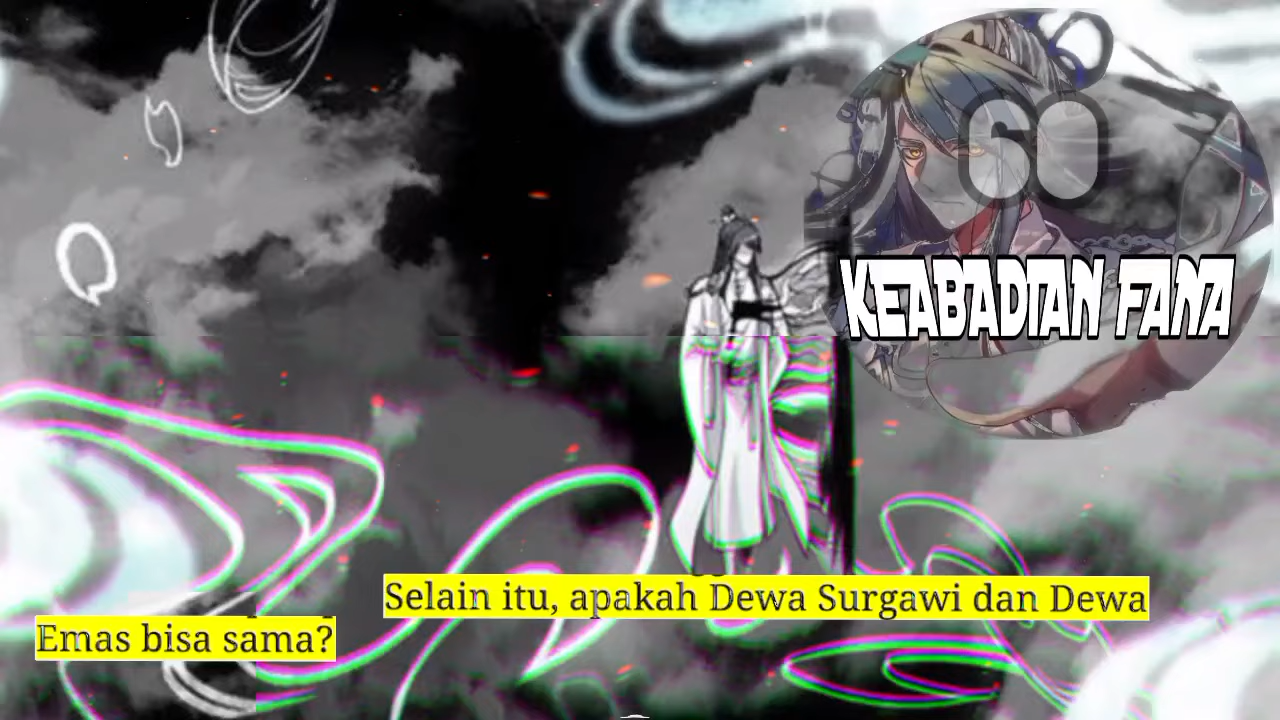 60
KEABADIAN FANA
Selain itu, apakah Dewa Surgawi dan Dewa
Emas bisa sama?